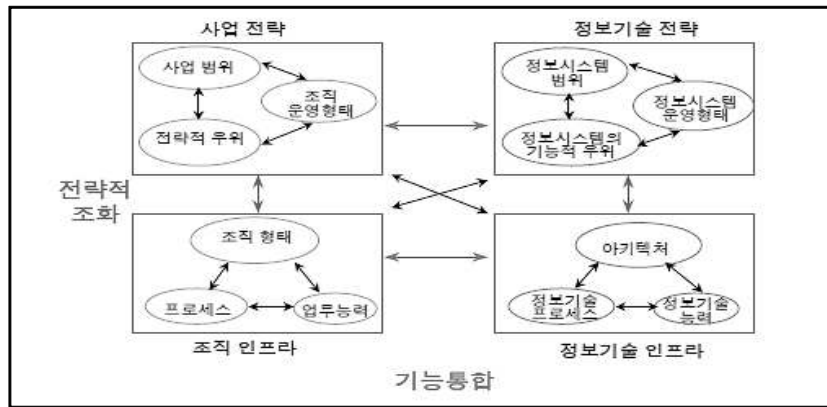 사업 전략
사업 범위
조직
운영형태
전략적 우위
정보기술 전략
정보시스템
범위
정보시스템
운영형태
정보시스템의
기능적 우위
전략적
조화
조직 형태
프로세스
업무능력
조직 인프라
아키텍처
정보기술
프로세스
정보기술
능력
정보기술 인프라
기능통합